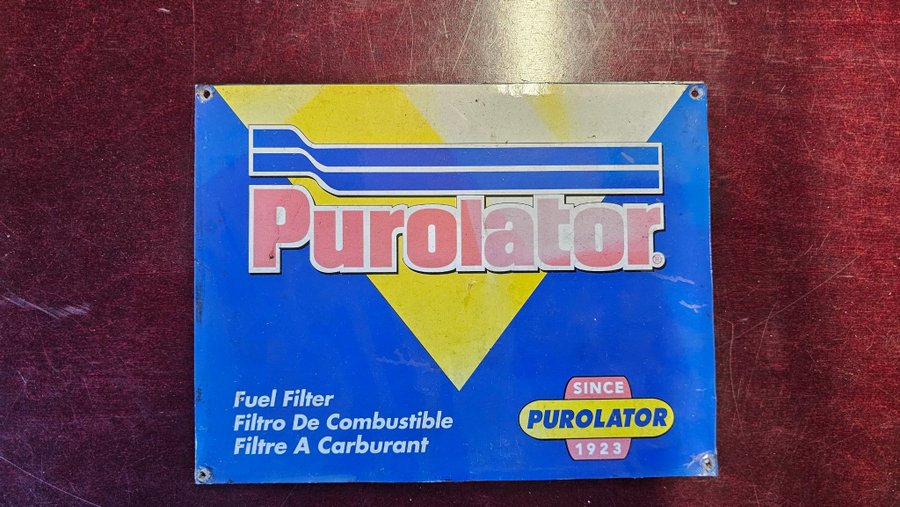 Purolator®
Fuel Filter
Filtro De Combustible
Filtre A Carburant
SINCE
PUROLATOR
1923